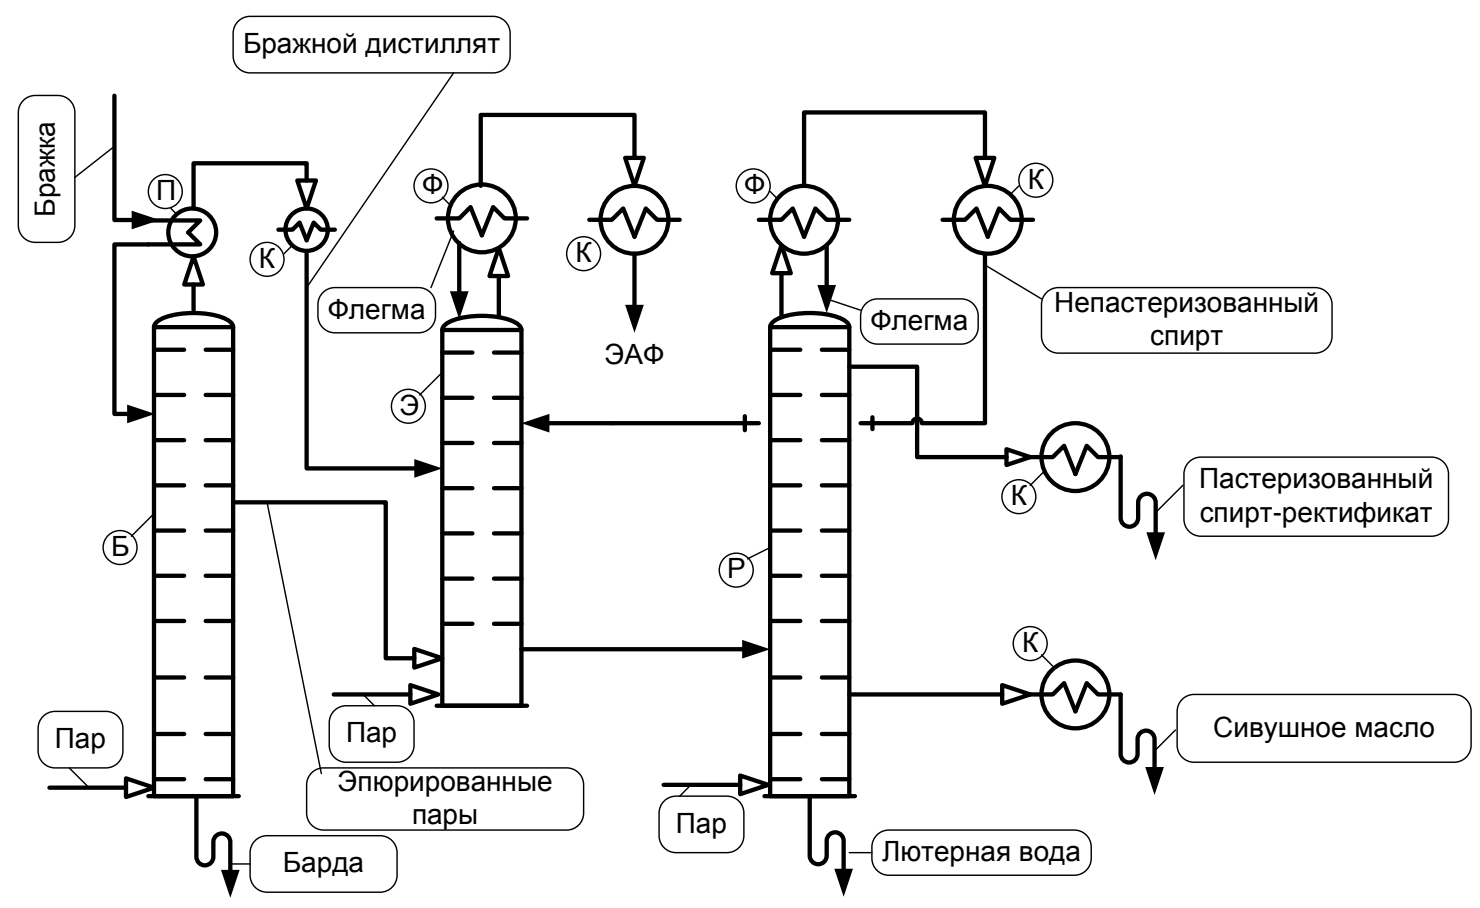 Бражной дистиллят
Бражка
П
К
Ф
К
Флегма
ЭАФ
Ф
К
Флегма
Непастеризованный
спирт
Э
К
Пастеризованный
спирт-ректификат
Б
Р
К
Сивушное масло
Пар
Пар
Эпюрированные
пары
Пар
Барда
Лютерная вода